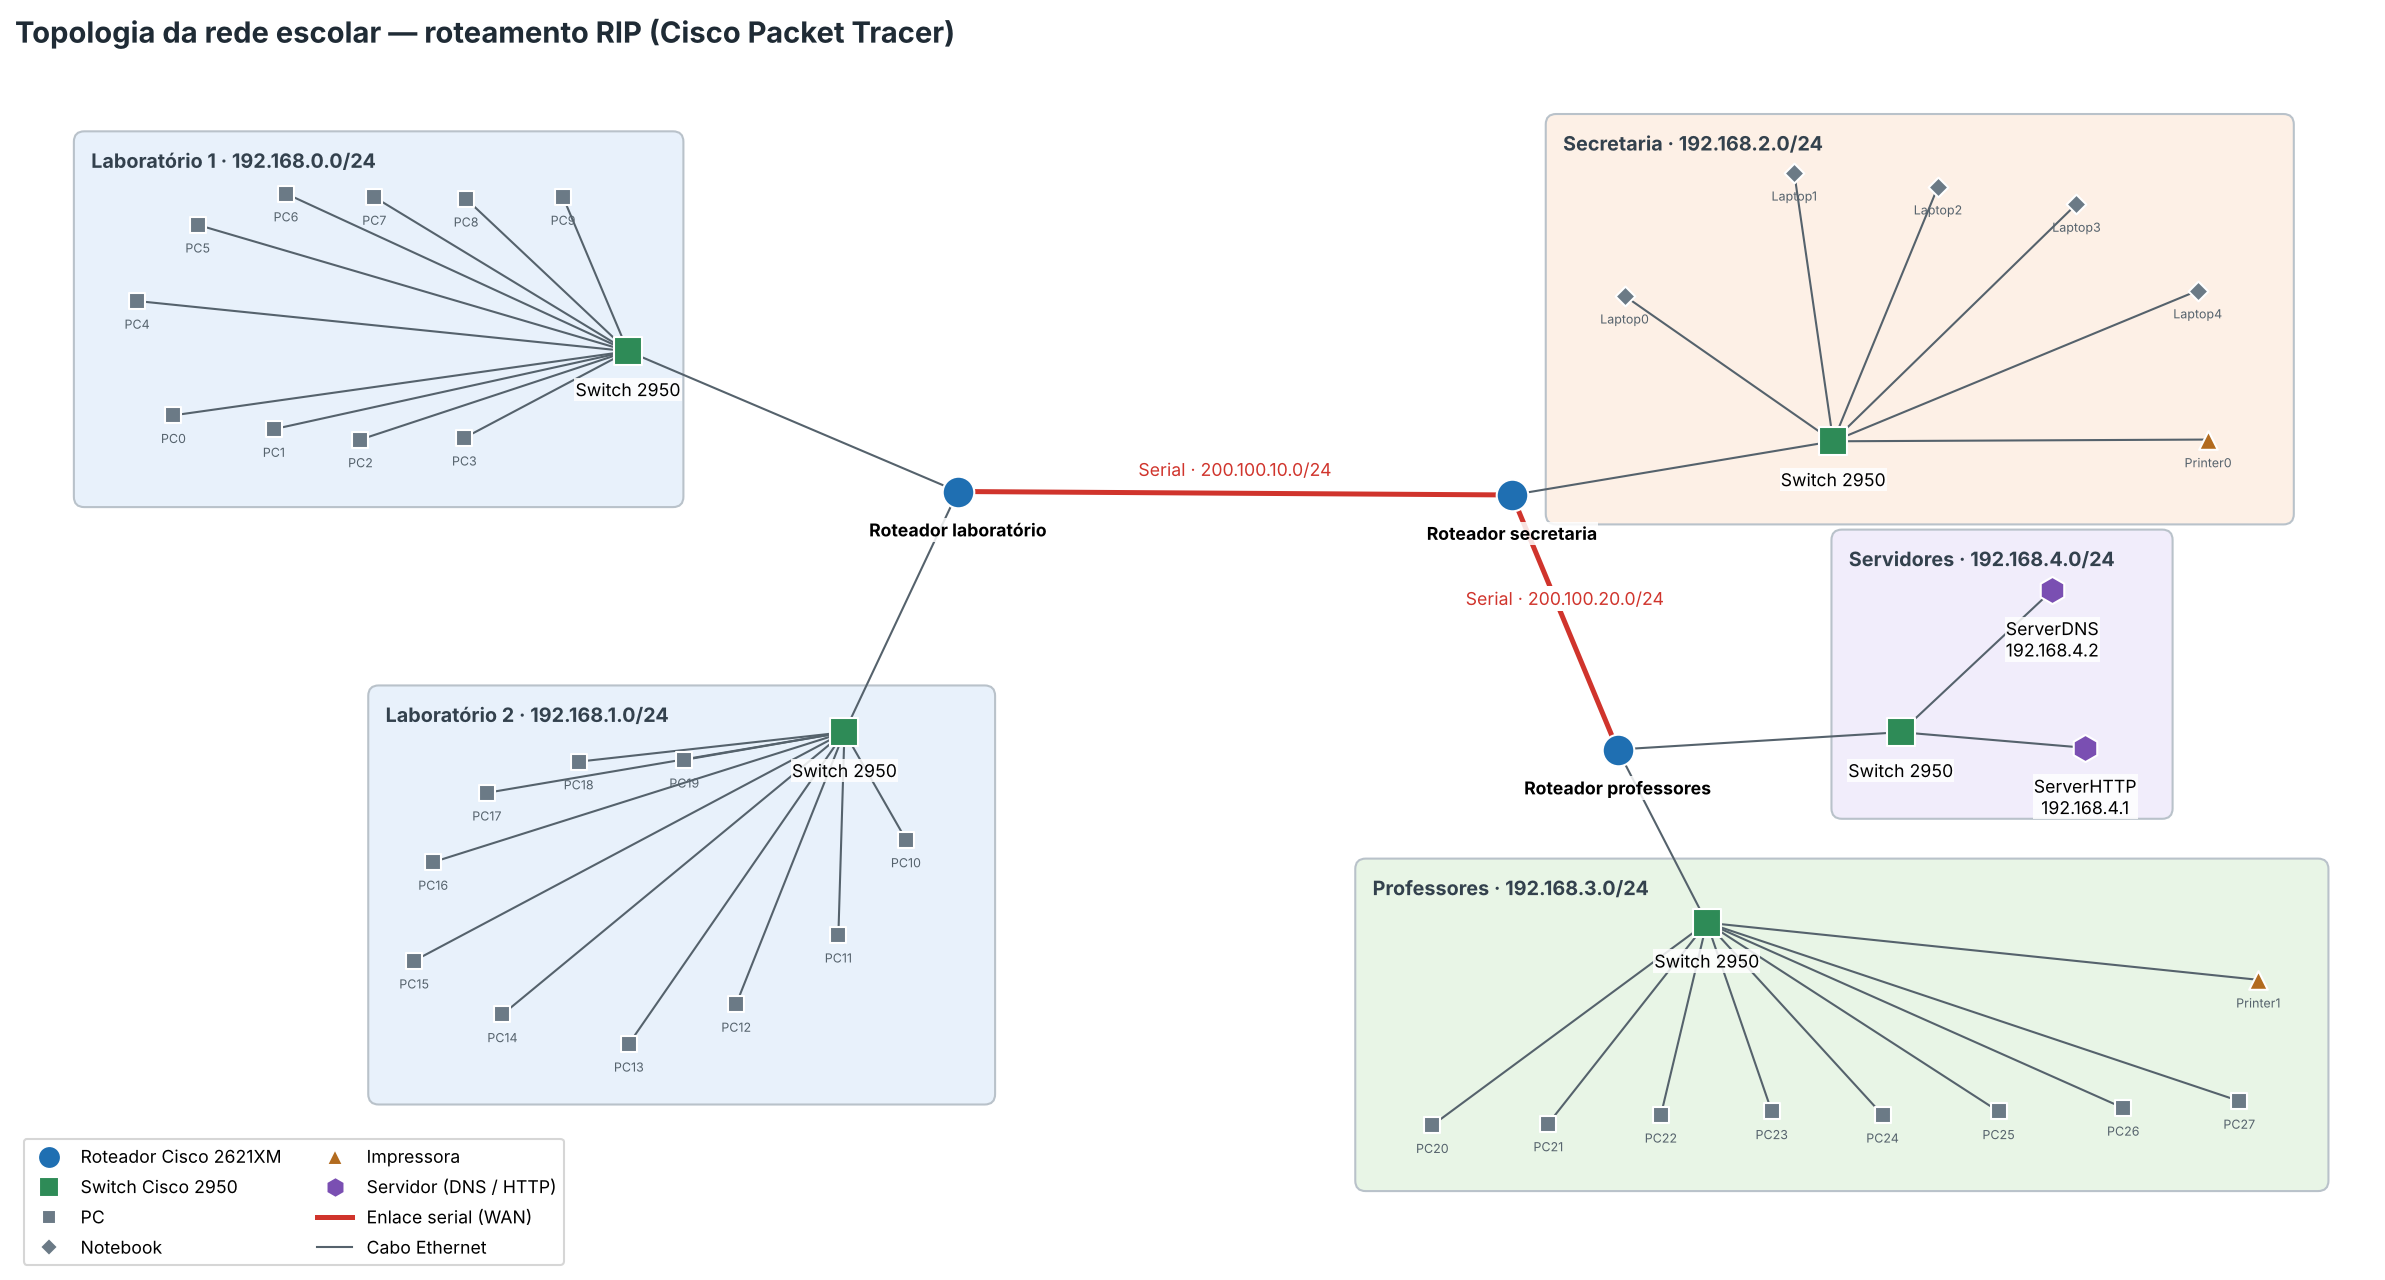 Topologia da rede escolar — roteamento RIP (Cisco Packet Tracer)
Laboratório 1 · 192.168.0.0/24
PC6
PC7
PC8
PC9
PC5
PC4
Switch 2950
PC0
PC1
PC2
PC3
Secretaria · 192.168.2.0/24
Laptop1
Laptop2
Laptop3
Laptop0
Laptop4
Switch 2950
Printer0
Serial · 200.100.10.0/24
Roteador laboratório
Roteador secretaria
Serial · 200.100.20.0/24
Servidores · 192.168.4.0/24
ServerDNS
192.168.4.2
Switch 2950
ServerHTTP
192.168.4.1
Roteador professores
Laboratório 2 · 192.168.1.0/24
Switch 2950
PC18
PC19
PC17
PC10
PC16
PC11
PC15
PC12
PC14
PC13
Professores · 192.168.3.0/24
Switch 2950
Printer1
PC20
PC21
PC22
PC23
PC24
PC25
PC26
PC27
Roteador Cisco 2621XM
Switch Cisco 2950
PC
Notebook
Impressora
Servidor (DNS / HTTP)
Enlace serial (WAN)
Cabo Ethernet